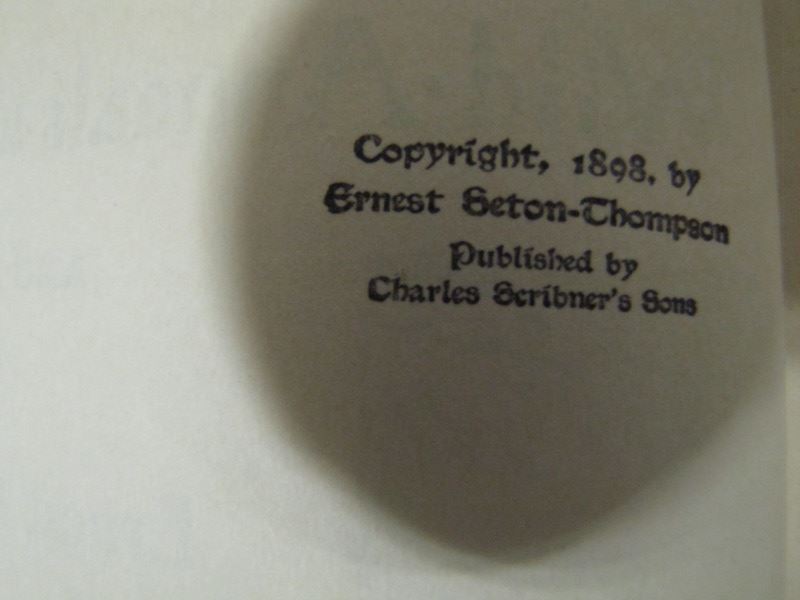 Copyright, 1898, by
Ernest Seton-Thompson
Published by
Charles Scribner's Sons